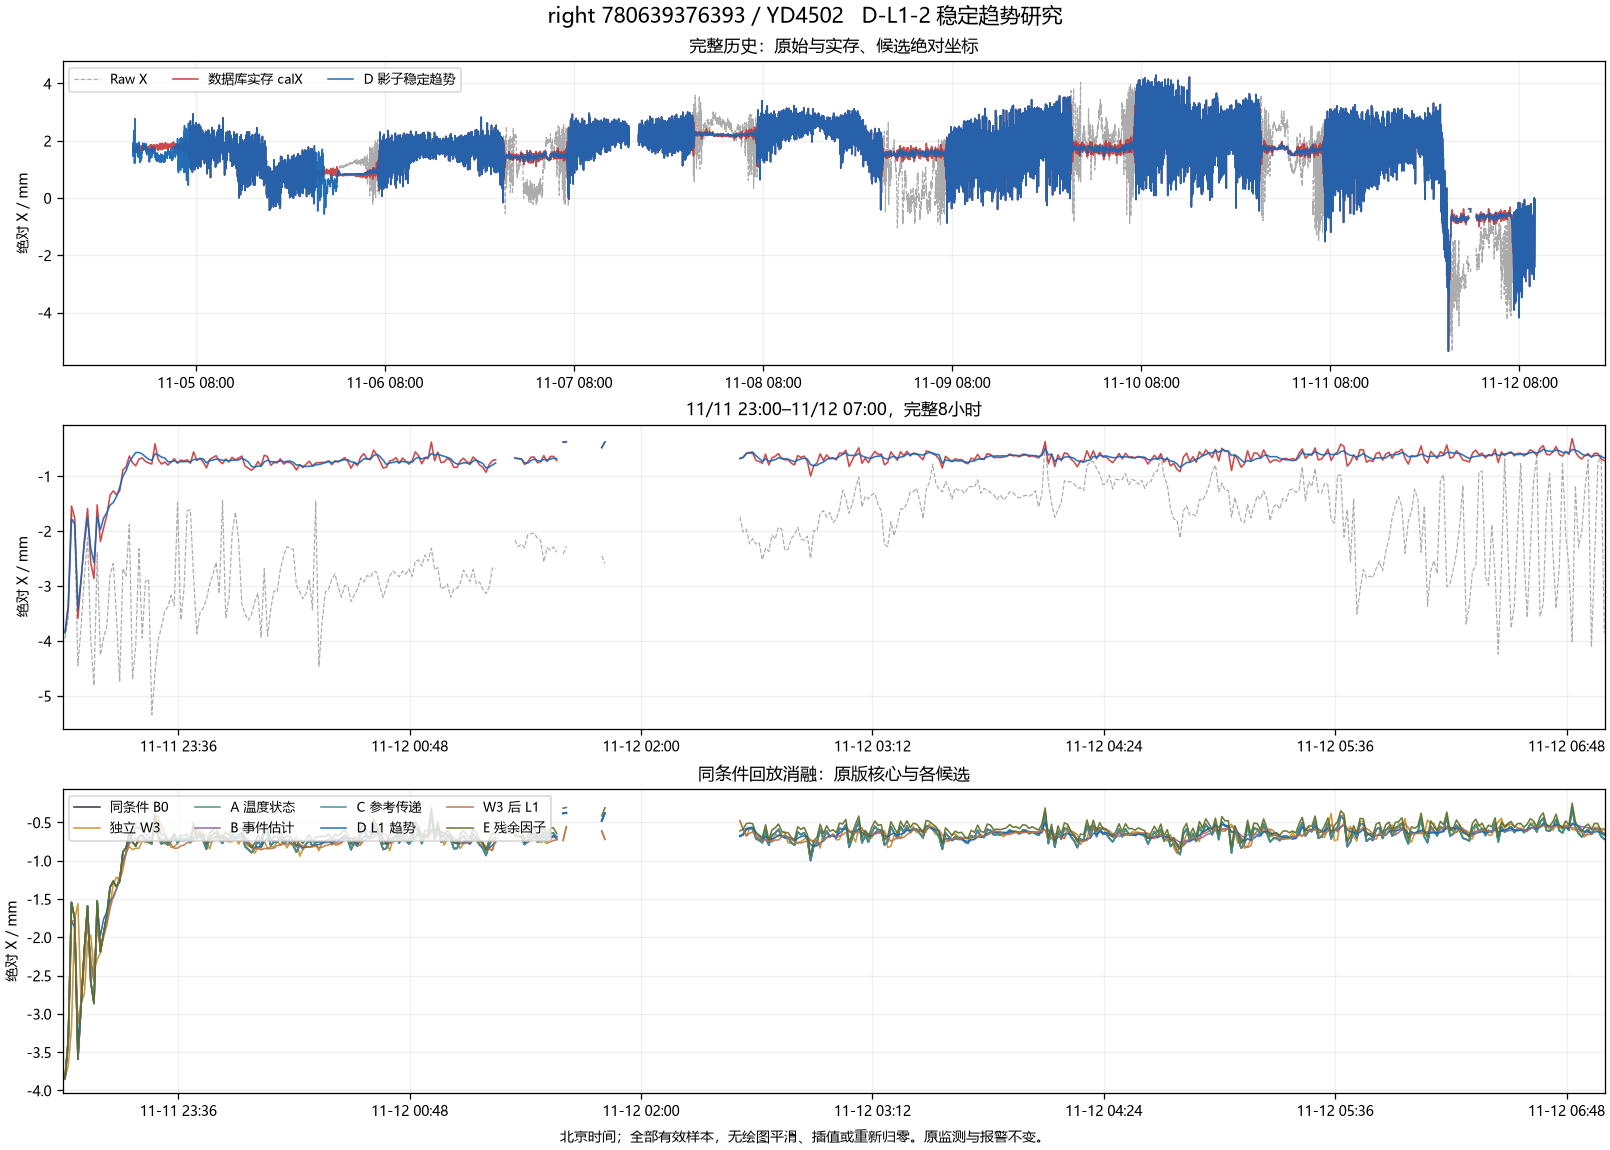 right 780639376393 / YD4502   D-L1-2 稳定趋势研究
完整历史：原始与实存、候选绝对坐标
Raw X
数据库实存 calX
D 影子稳定趋势
绝对 X / mm
4
2
0
-2
-4
11-05 08:00
11-06 08:00
11-07 08:00
11-08 08:00
11-09 08:00
11-10 08:00
11-11 08:00
11-12 08:00
11/11 23:00–11/12 07:00，完整8小时
绝对 X / mm
-1
-2
-3
-4
-5
11-11 23:36
11-12 00:48
11-12 02:00
11-12 03:12
11-12 04:24
11-12 05:36
11-12 06:48
同条件回放消融：原版核心与各候选
同条件 B0
独立 W3
A 温度状态
B 事件估计
C 参考传递
D L1 趋势
W3 后 L1
E 残余因子
绝对 X / mm
-0.5
-1.0
-1.5
-2.0
-2.5
-3.0
-3.5
-4.0
11-11 23:36
11-12 00:48
11-12 02:00
11-12 03:12
11-12 04:24
11-12 05:36
11-12 06:48
北京时间；全部有效样本，无绘图平滑、插值或重新归零。原监测与报警不变。